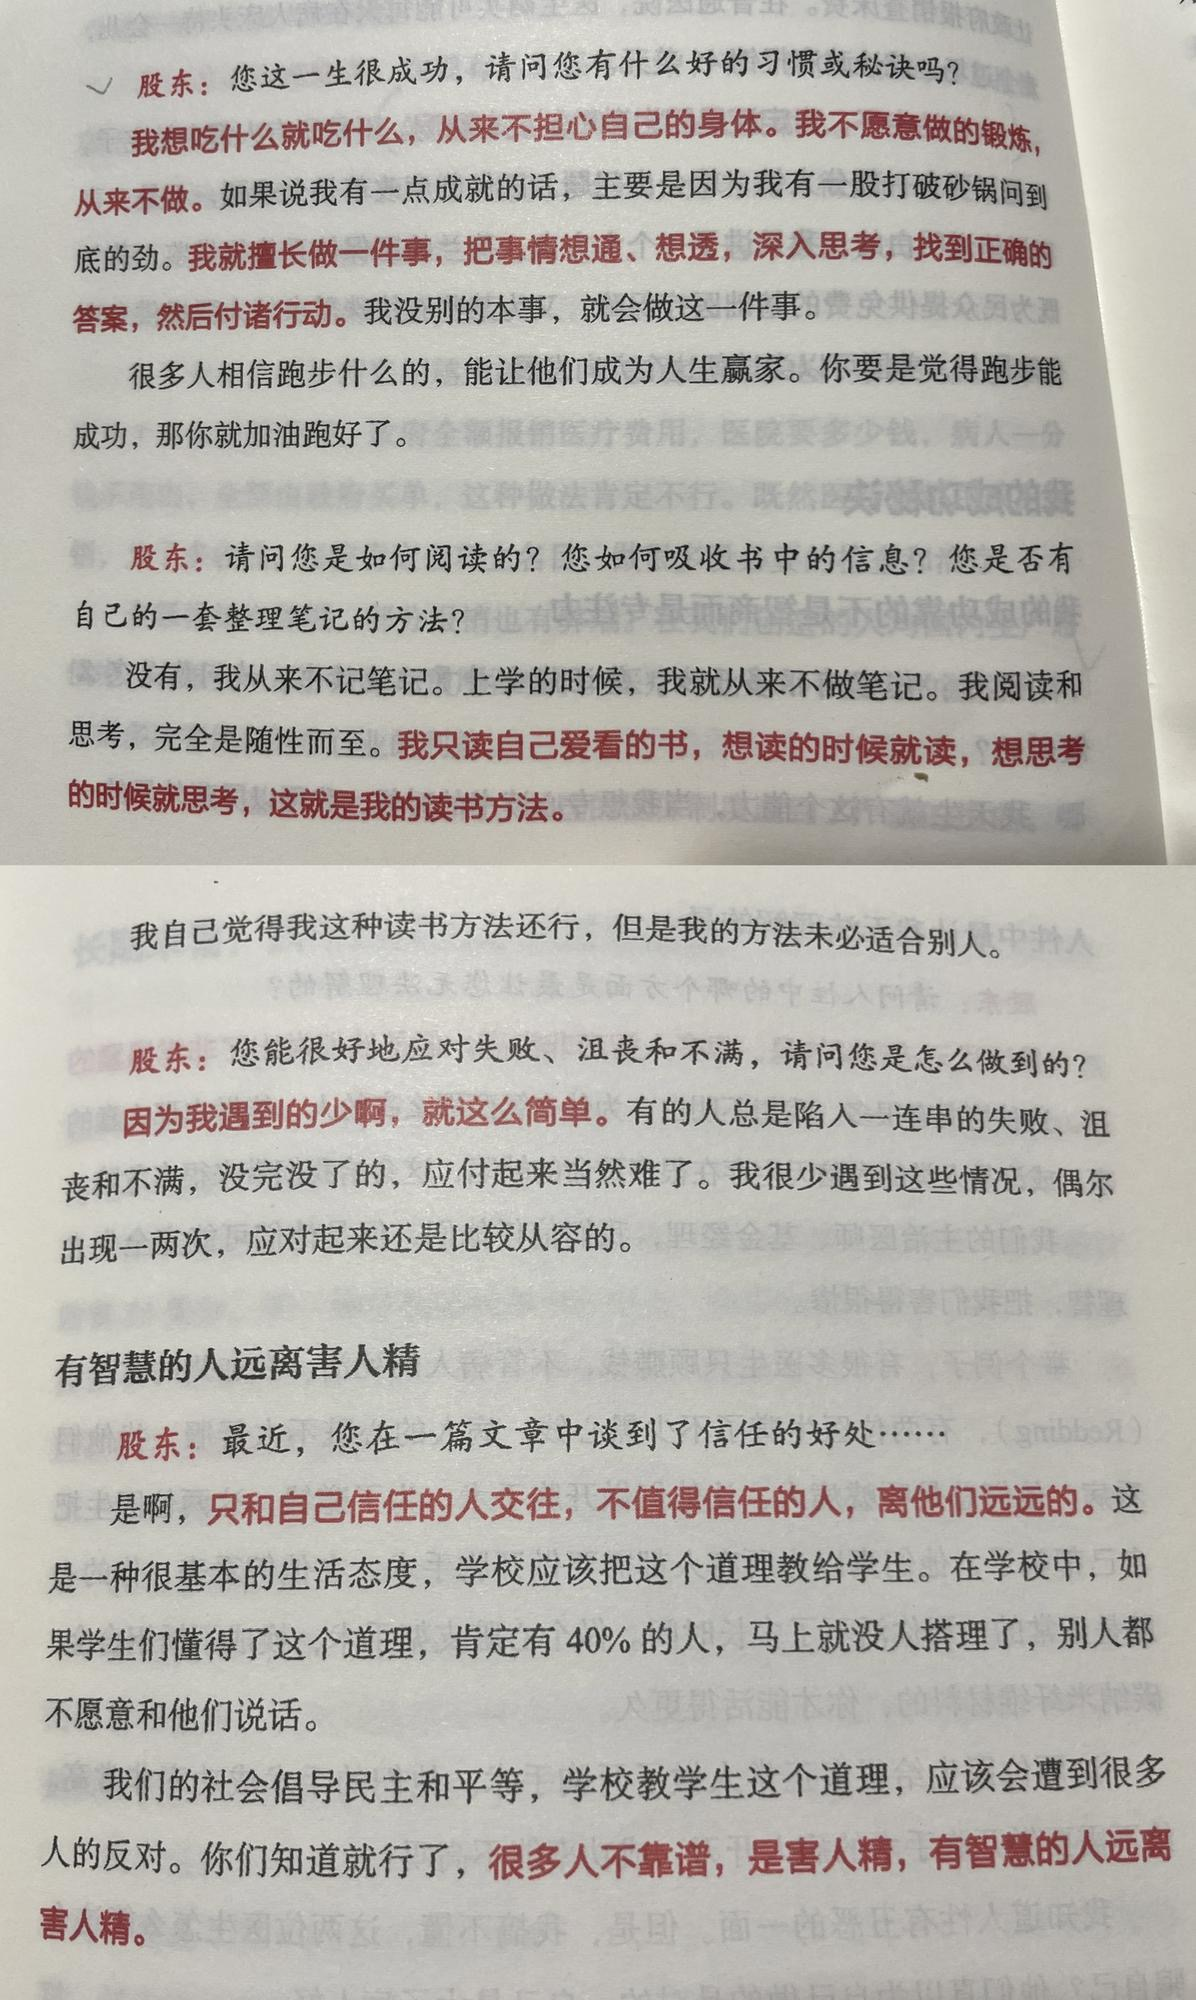 股东：您这一生很成功，请问您有什么好的习惯或秘诀吗？
我想吃什么就吃什么，从来不担心自己的身体。我不愿意做的锻炼，
从来不做。如果说我有一点成就的话，主要是因为我有一股打破砂锅问到
底的劲。我就擅长做一件事，把事情想通、想透，深入思考，找到正确的
答案，然后付诸行动。我没别的本事，就会做这一件事。
很多人相信跑步什么的，能让他们成为人生赢家。你要是觉得跑步能
成功，那你就加油跑好了。
股东：请问您是如何阅读的？您如何吸收书中的信息？您是否有
自己的一套整理笔记的方法？
没有，我从来不记笔记。上学的时候，我就从来不做笔记。我阅读和
思考，完全是随性而至。我只读自己爱看的书，想读的时候就读，想思考
的时候就思考，这就是我的读书方法。
我自己觉得我这种读书方法还行，但是我的方法未必适合别人。
股东：您能很好地应对失败、沮丧和不满，请问您是怎么做到的？
因为我遇到的少啊，就这么简单。有的人总是陷入一连串的失败、沮
丧和不满，没完没了的，应付起来当然难了。我很少遇到这些情况，偶尔
出现一两次，应对起来还是比较从容的。
有智慧的人远离害人精
股东：最近，您在一篇文章中谈到了信任的好处……
是啊，只和自己信任的人交往，不值得信任的人，离他们远远的。这
是一种很基本的生活态度，学校应该把这个道理教给学生。在学校中，如
果学生们懂得了这个道理，肯定有 40% 的人，马上就没人搭理了，别人都
不愿意和他们说话。
我们的社会倡导民主和平等，学校教学生这个道理，应该会遭到很多
人的反对。你们知道就行了，很多人不靠谱，是害人精，有智慧的人远离
害人精。